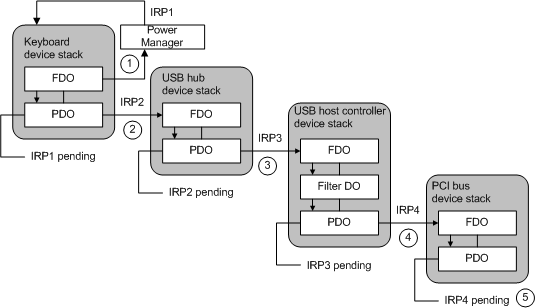 IRP1
Power
Manager
Keyboard
device stack
1
FDO
PDO
IRP2
2
IRP1 pending
USB hub
device stack
FDO
PDO
IRP3
3
IRP2 pending
USB host controller
device stack
FDO
Filter DO
PDO
IRP4
4
IRP3 pending
PCI bus
device stack
FDO
PDO
IRP4 pending
5